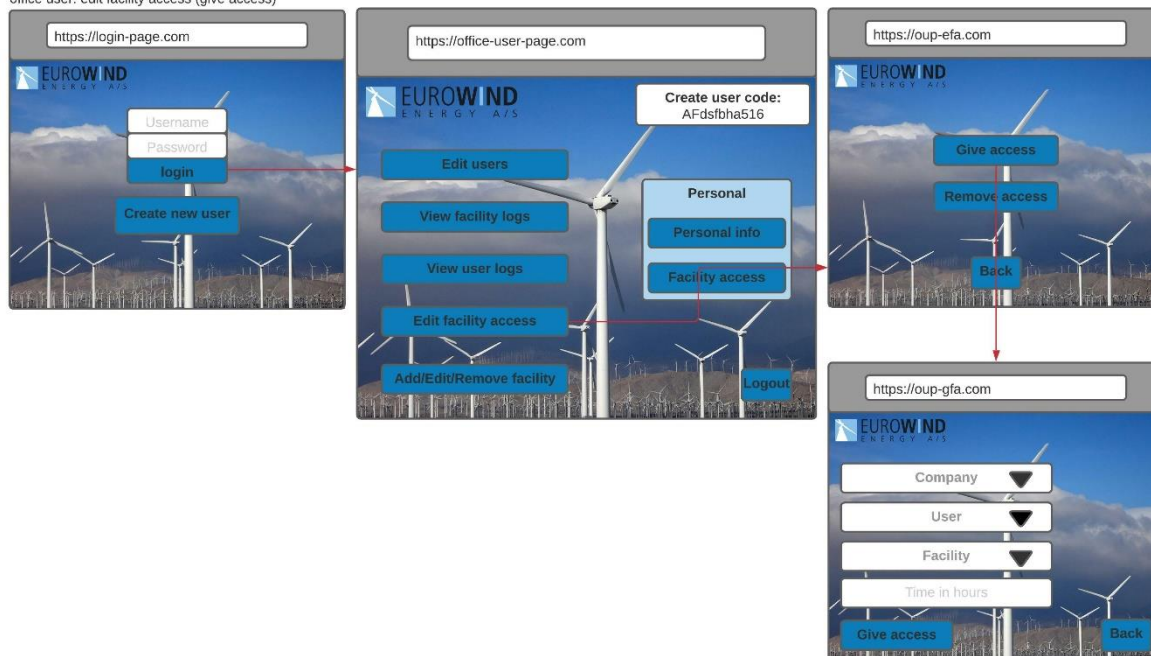 office user: edit facility access (give access)
https://login-page.com
EUROWIND
ENERGY A/S
Username
Password
login
Create new user
https://office-user-page.com
EUROWIND
ENERGY A/S
Create user code:
AFdsfbha516
Edit users
View facility logs
View user logs
Edit facility access
Add/Edit/Remove facility
Personal
Personal info
Facility access
Logout
https://oup-efa.com
EUROWIND
ENERGY A/S
Give access
Remove access
Back
https://oup-gfa.com
EUROWIND
ENERGY A/S
Company
User
Facility
Time in hours
Give access
Back